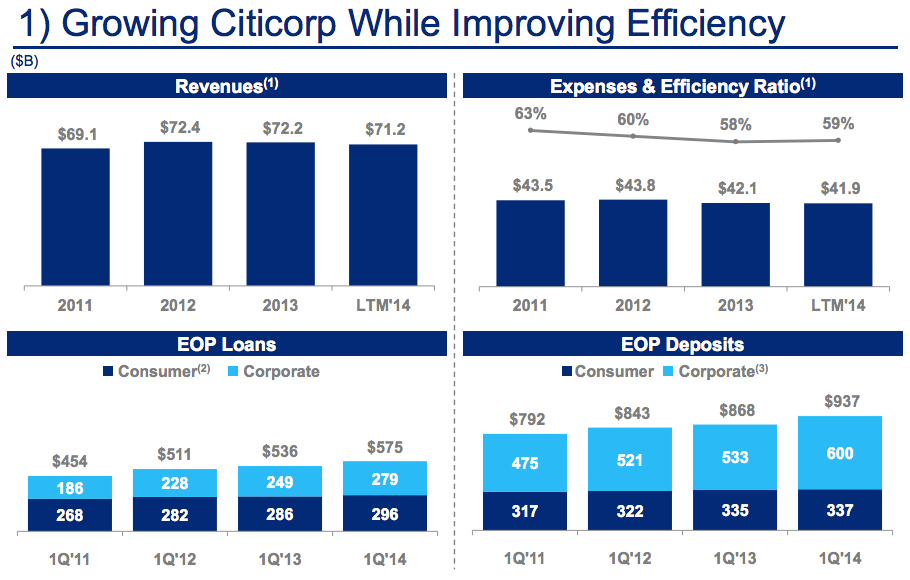 1) Growing Citicorp While Improving Efficiency
($B)
Revenues(1)
$69.1 $72.4 $72.2 $71.2
2011 2012 2013 LTM'14
Expenses & Efficiency Ratio(1)
63% 60% 58% 59%
$43.5 $43.8 $42.1 $41.9
2011 2012 2013 LTM'14
EOP Loans
Consumer(2) Corporate
$454 $511 $536 $575
186 228 249 279
268 282 286 296
1Q'11 1Q'12 1Q'13 1Q'14
EOP Deposits
Consumer Corporate(3)
$792 $843 $868 $937
475 521 533 600
317 322 335 337
1Q'11 1Q'12 1Q'13 1Q'14